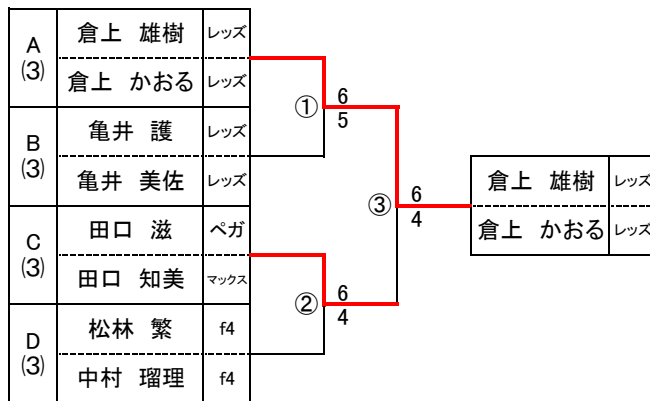 A
(3)
倉上 雄樹 レッズ
倉上 かおる レッズ
B
(3)
亀井 護 レッズ
亀井 美佐 レッズ
C
(3)
田口 滋 ペガ
田口 知美 マックス
D
(3)
松林 繁 f4
中村 瑠理 f4
① 6
5
② 6
4
③ 6
4
倉上 雄樹 レッズ
倉上 かおる レッズ